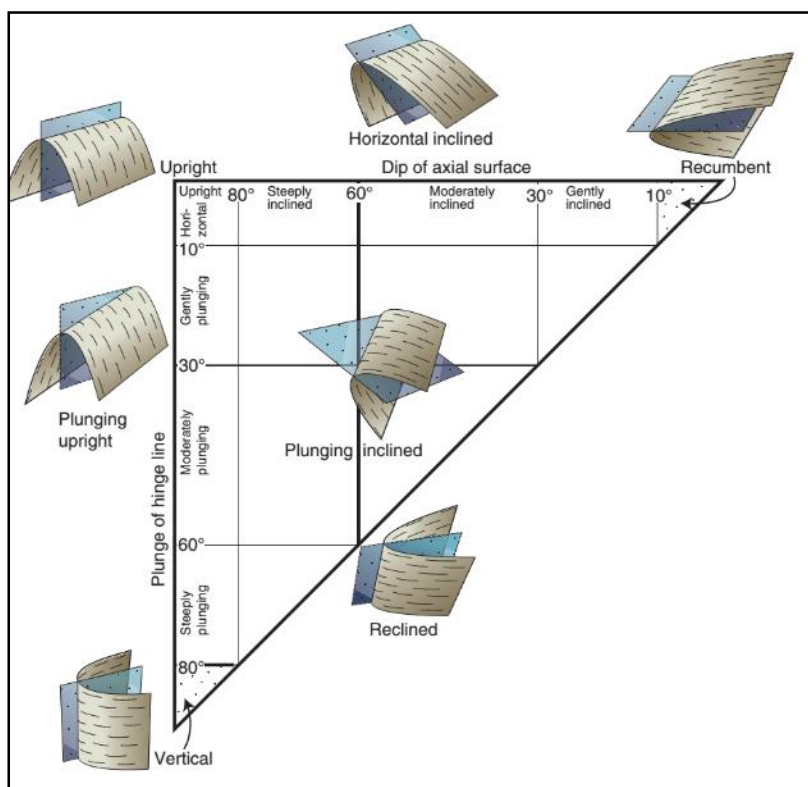 Horizontal inclined
Upright
Dip of axial surface
Recumbent
Upright
80°
Steeply
inclined
60°
Moderately
inclined
30°
Gently
inclined
10°
Hori-
zontal
10°
Gently
plunging
30°
Plunging
upright
Moderately
plunging
Plunging inclined
Plunge of hinge line
60°
Steeply
plunging
Reclined
80°
Vertical